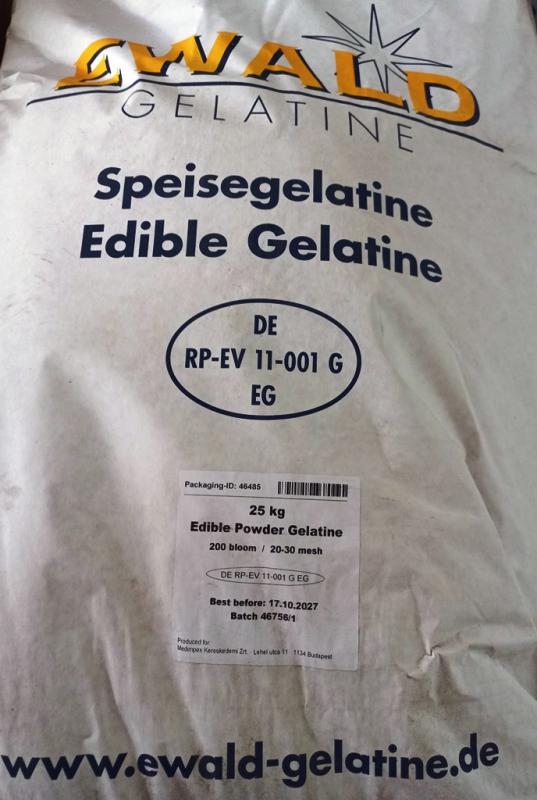 EWALD
GELATINE
Speisegelatine
Edible Gelatine
DE
RP-EV 11-001 G
EG
Packaging-ID: 46485
25 kg
Edible Powder Gelatine
200 bloom / 20-30 mesh
DE RP-EV 11-001 G EG
Best before: 17.10.2027
Batch 46756/1
Produced for:
Medimpex Kereskedelmi Zrt. · Lehel utca 11 · 1134 Budapest
www.ewald-gelatine.de